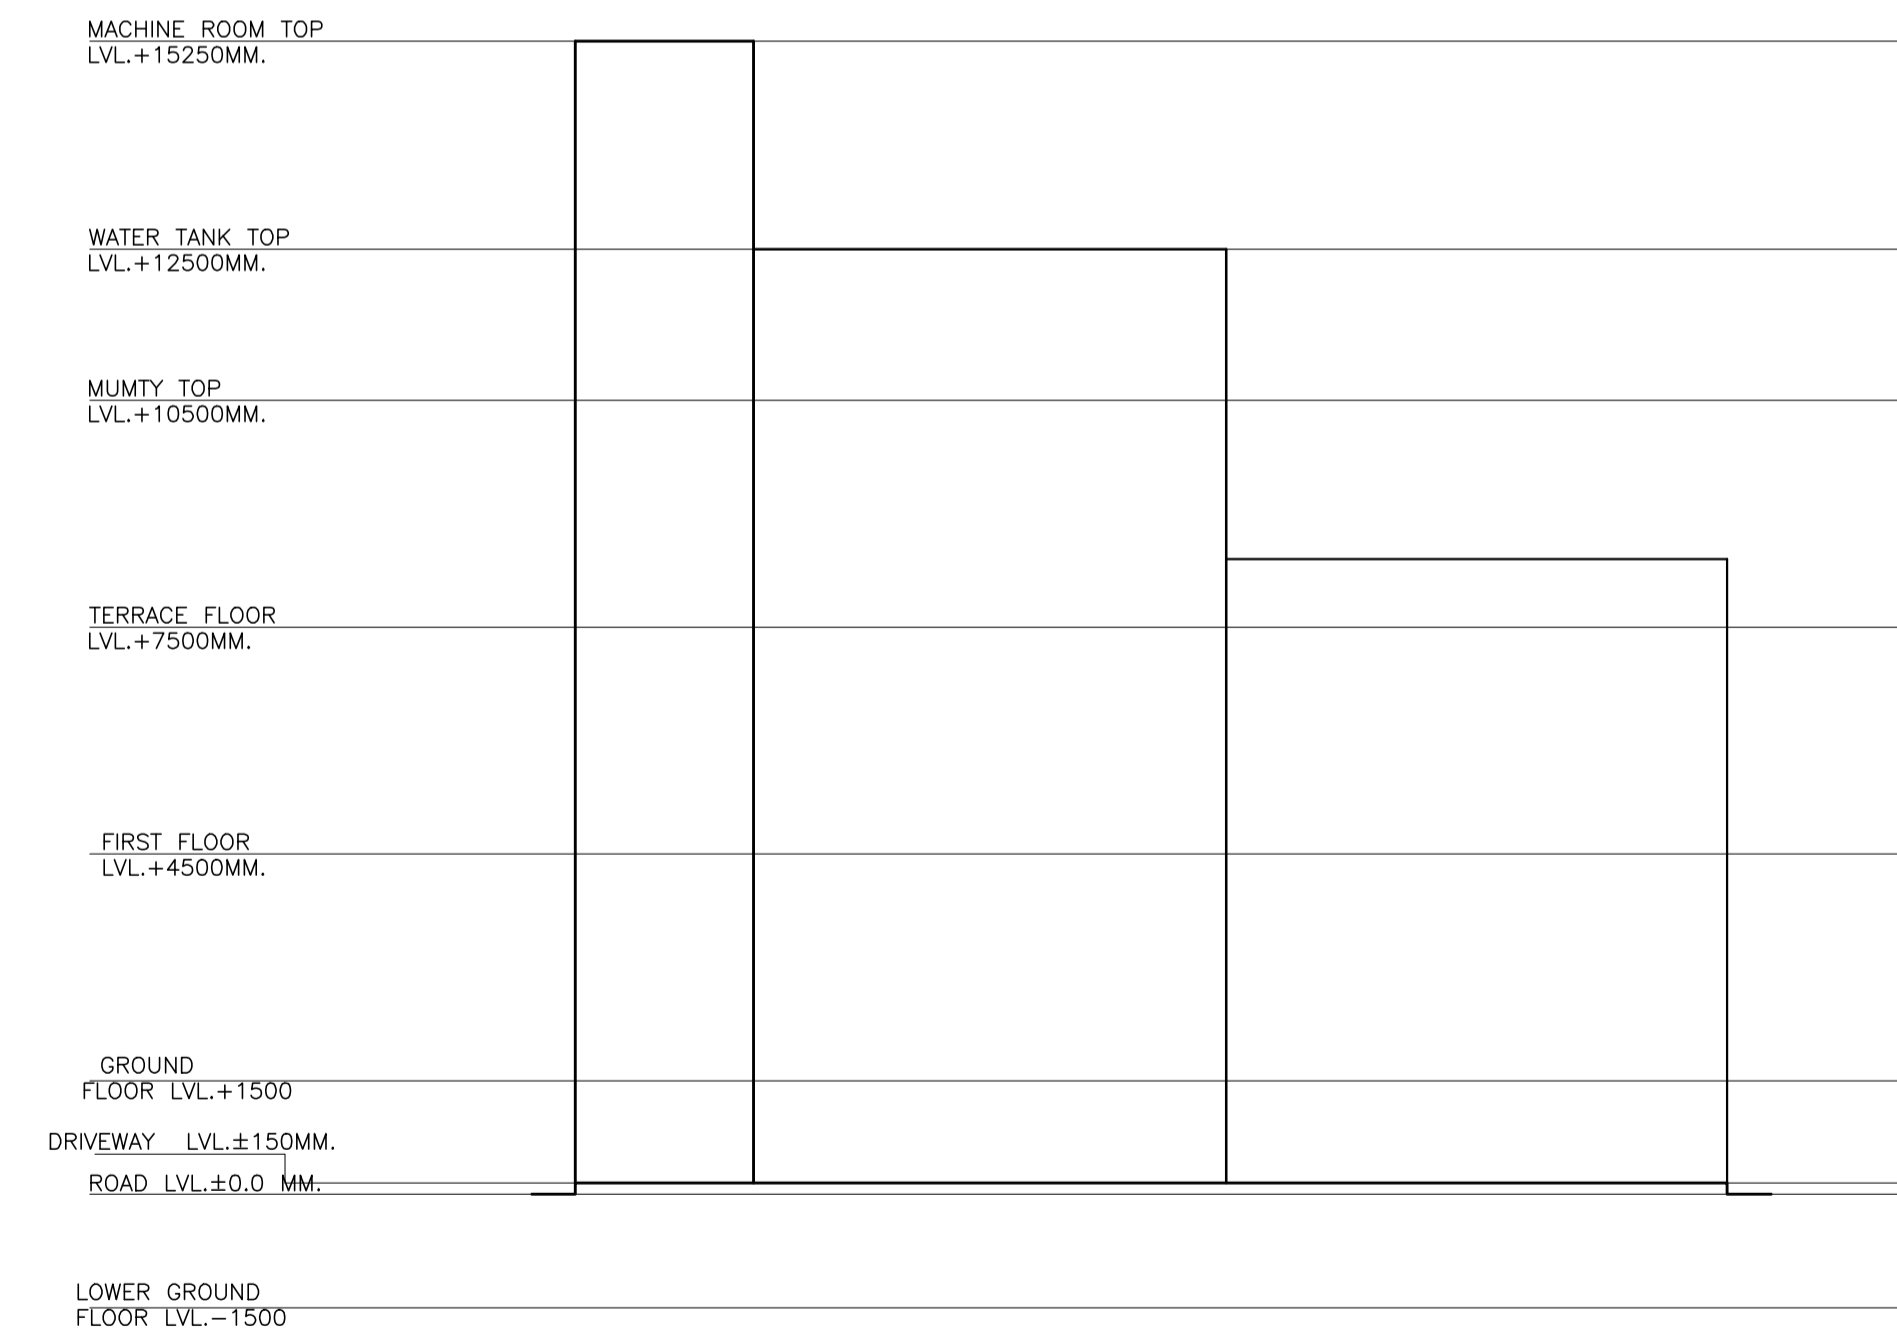 MACHINE ROOM TOP
LVL.+15250MM.
WATER TANK TOP
LVL.+12500MM.
MUMTY TOP
LVL.+10500MM.
TERRACE FLOOR
LVL.+7500MM.
FIRST FLOOR
LVL.+4500MM.
GROUND
FLOOR LVL.+1500
DRIVEWAY LVL.±150MM.
ROAD LVL.±0.0 MM.
LOWER GROUND
FLOOR LVL.-1500